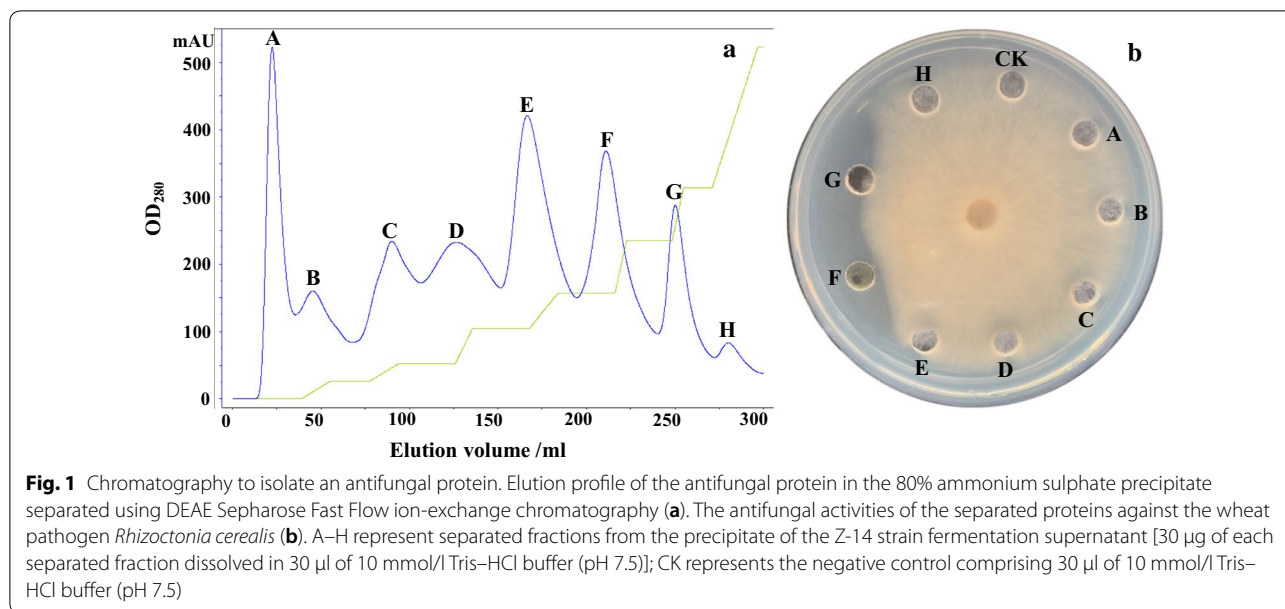 mAU
500
400
300
200
100
0
OD280
A
B
C
D
E
F
G
H
a
0
50
100
150
200
250
300
Elution volume /ml
b
CK
H
A
G
B
F
C
E
D
Fig. 1 Chromatography to isolate an antifungal protein. Elution profile of the antifungal protein in the 80% ammonium sulphate precipitate
separated using DEAE Sepharose Fast Flow ion-exchange chromatography (a). The antifungal activities of the separated proteins against the wheat
pathogen Rhizoctonia cerealis (b). A–H represent separated fractions from the precipitate of the Z-14 strain fermentation supernatant [30 μg of each
separated fraction dissolved in 30 μl of 10 mmol/l Tris–HCl buffer (pH 7.5)]; CK represents the negative control comprising 30 μl of 10 mmol/l Tris–
HCl buffer (pH 7.5)